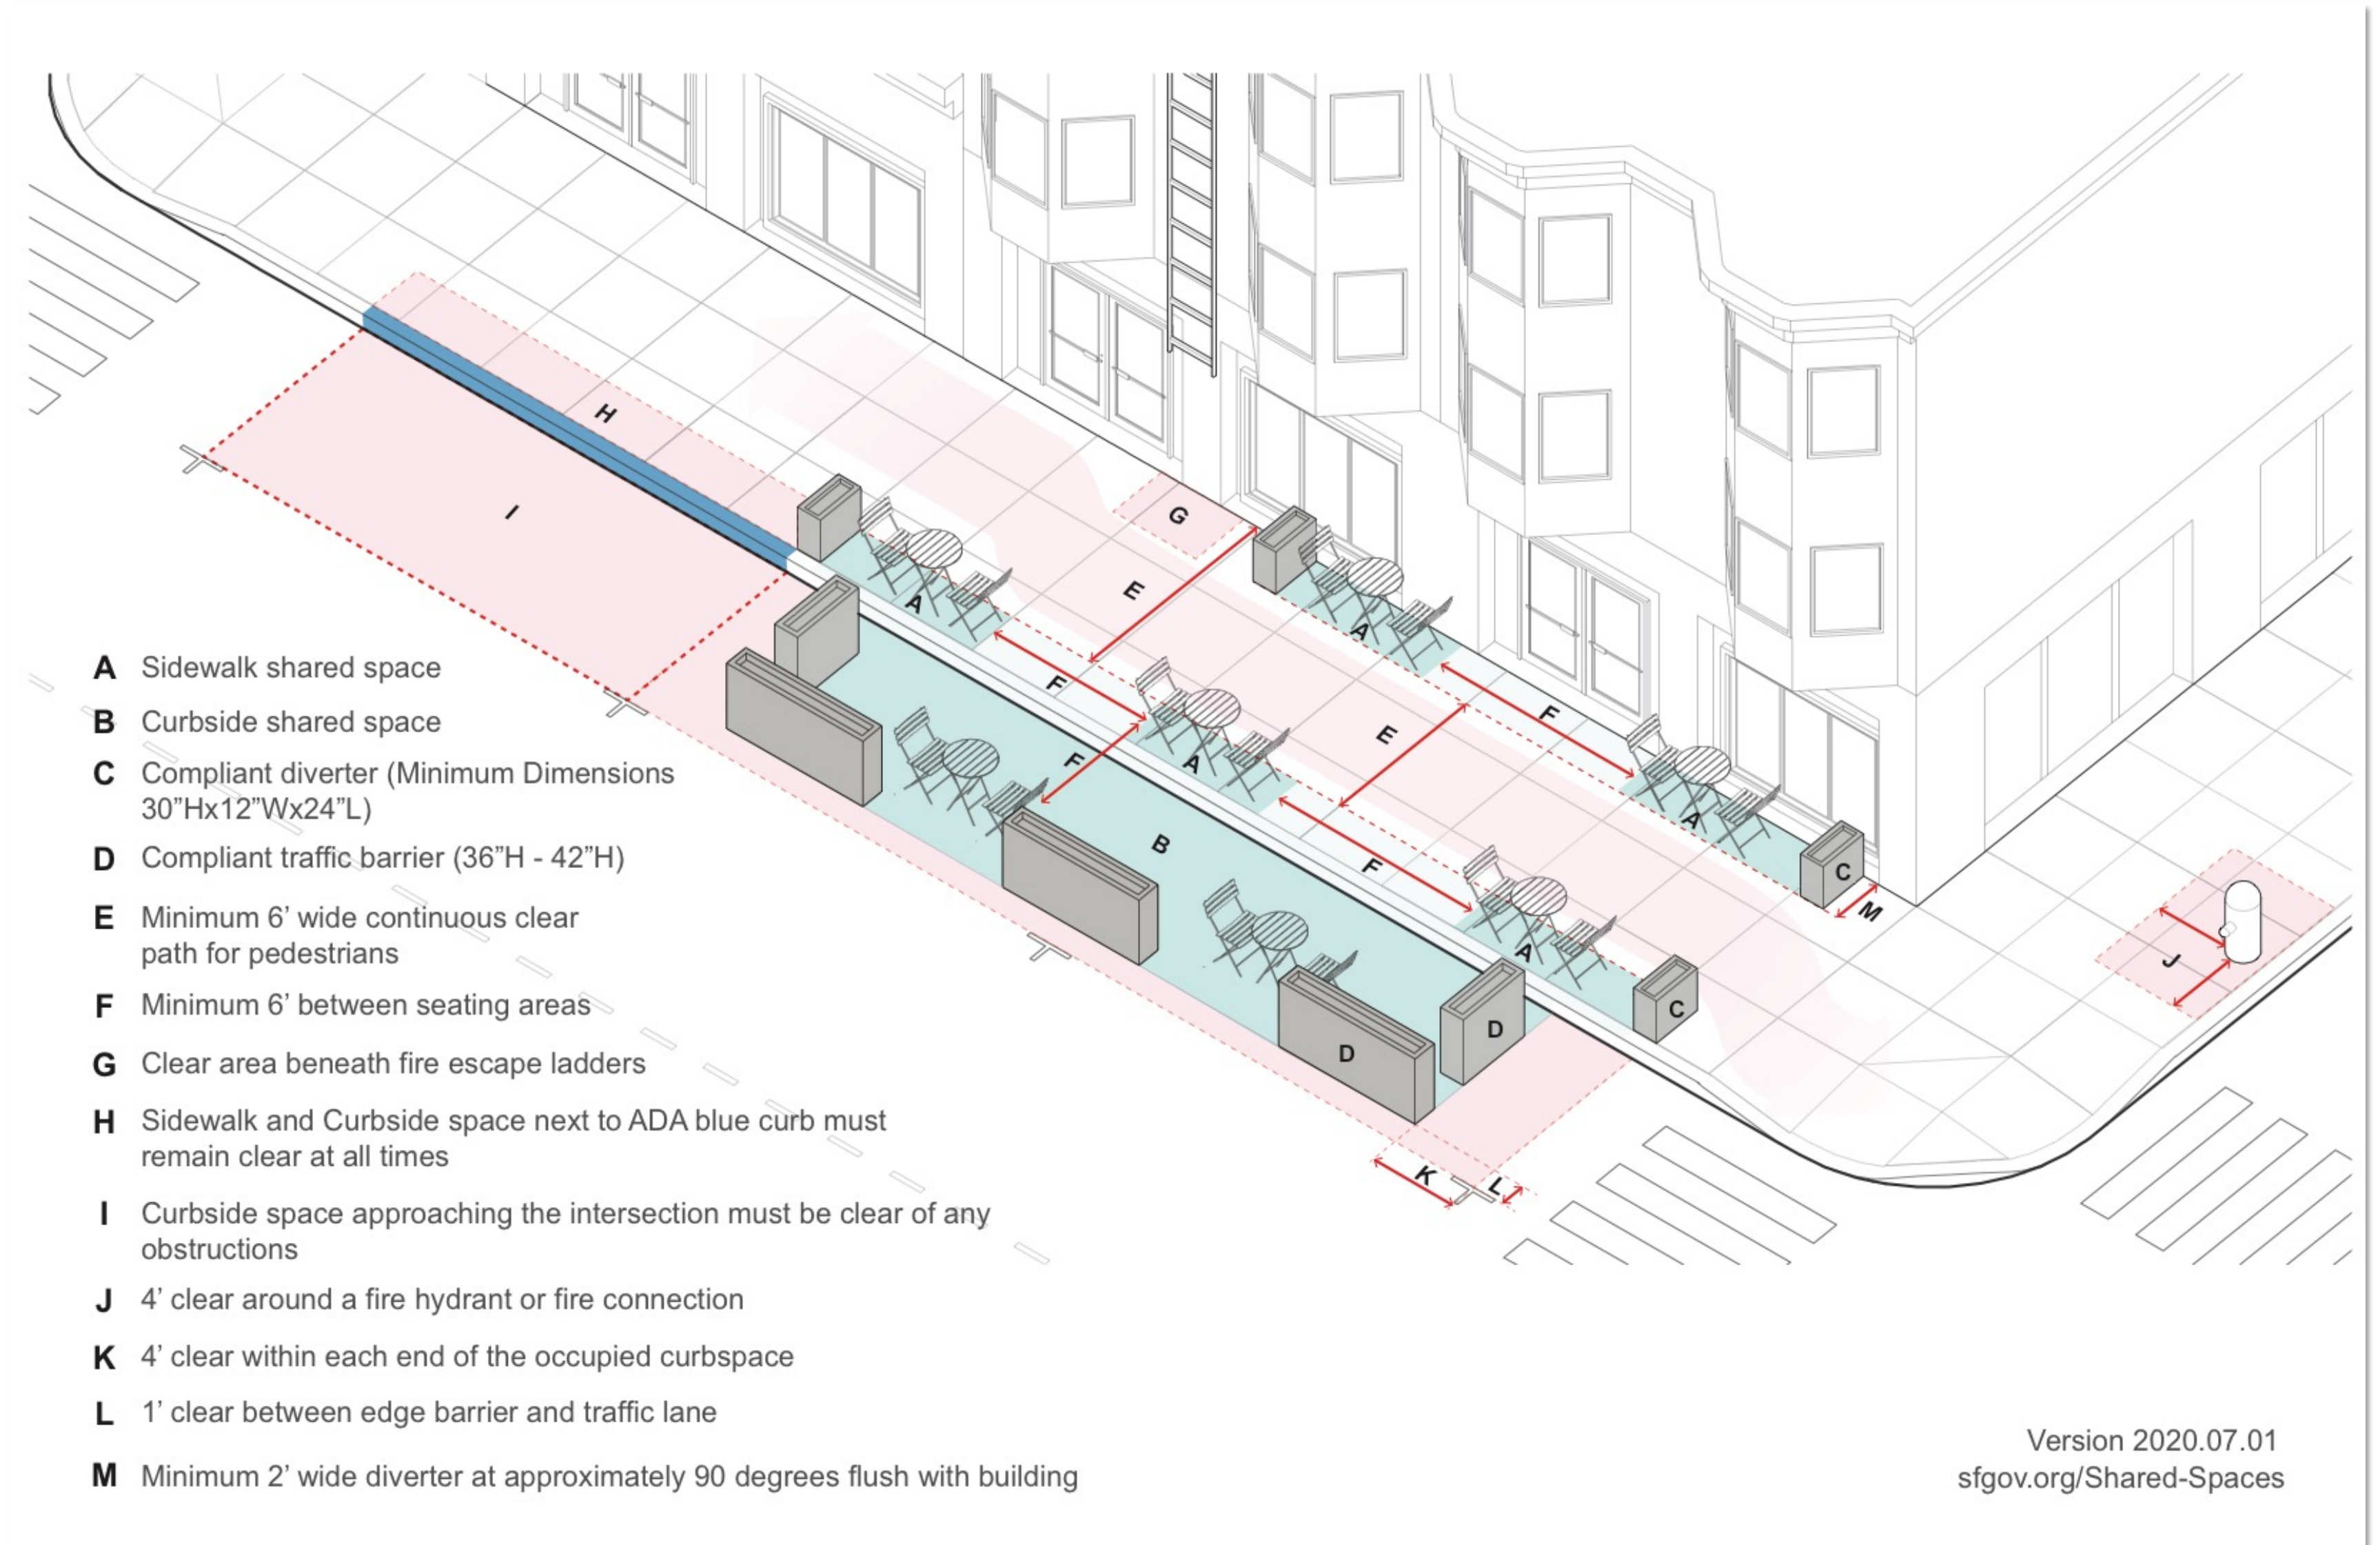 H
I
G
E
A
A
F
E
F
F
A
B
F
A
C
M
A
C
D
D
J
K
L
A Sidewalk shared space
B Curbside shared space
C Compliant diverter (Minimum Dimensions
30”Hx12”Wx24”L)
D Compliant traffic barrier (36”H - 42”H)
E Minimum 6’ wide continuous clear
path for pedestrians
F Minimum 6’ between seating areas
G Clear area beneath fire escape ladders
H Sidewalk and Curbside space next to ADA blue curb must
remain clear at all times
I Curbside space approaching the intersection must be clear of any
obstructions
J 4’ clear around a fire hydrant or fire connection
K 4’ clear within each end of the occupied curbspace
L 1’ clear between edge barrier and traffic lane
M Minimum 2’ wide diverter at approximately 90 degrees flush with building
Version 2020.07.01
sfgov.org/Shared-Spaces